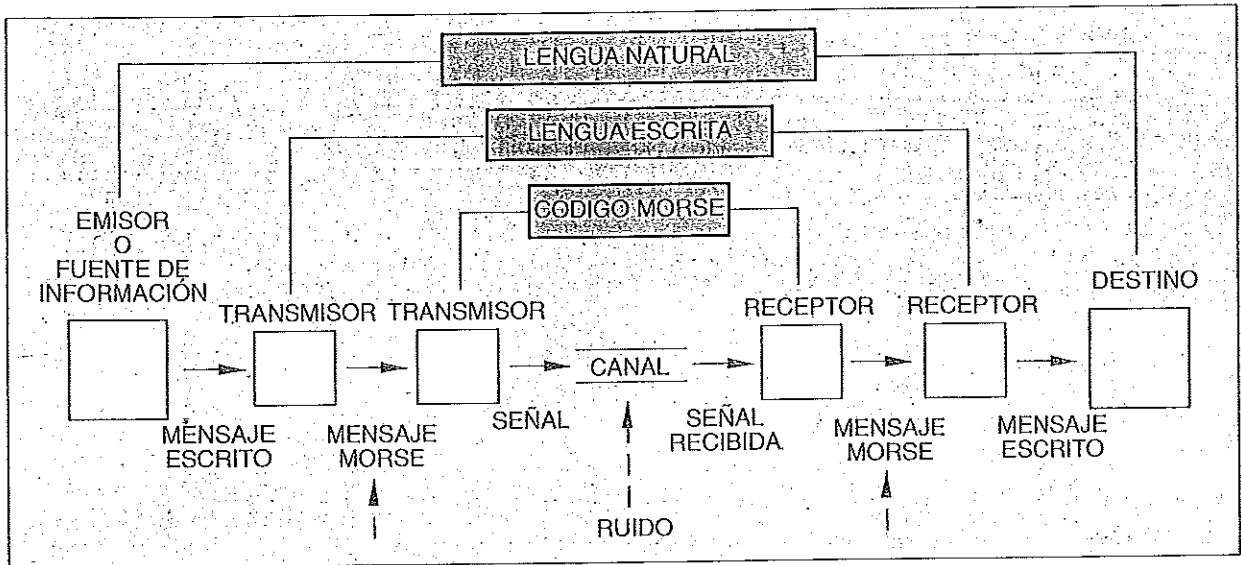 LENGUA NATURAL
LENGUA ESCRITA
CÓDIGO MORSE
EMISOR
O
FUENTE DE
INFORMACIÓN
TRANSMISOR
TRANSMISOR
RECEPTOR
RECEPTOR
DESTINO
CANAL
MENSAJE
ESCRITO
MENSAJE
MORSE
SEÑAL
SEÑAL
RECIBIDA
MENSAJE
MORSE
MENSAJE
ESCRITO
RUIDO